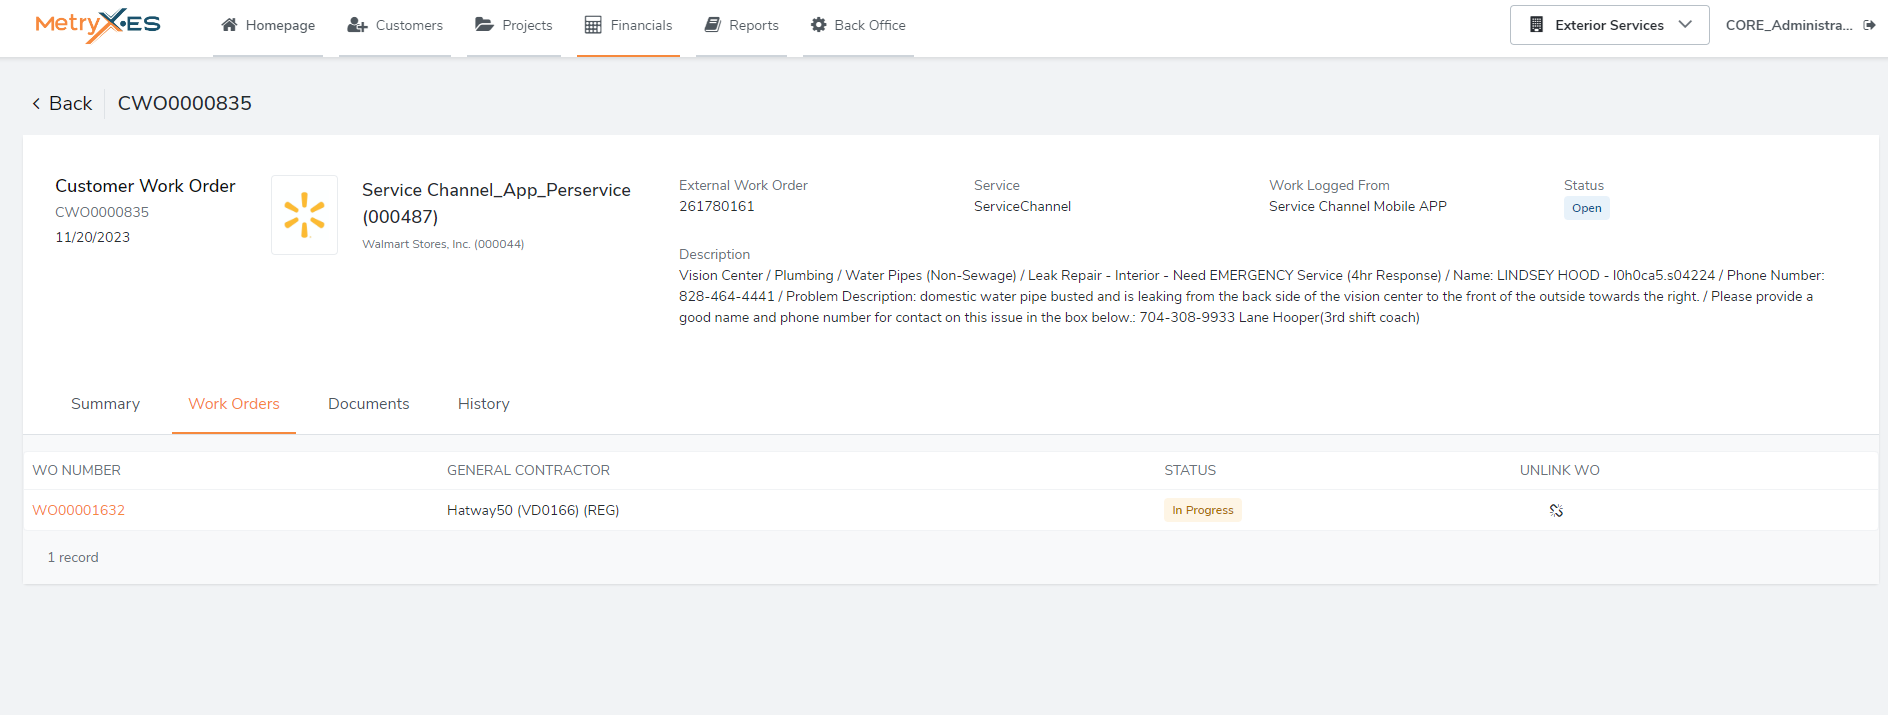 MetryX·ES
Homepage
Customers
Projects
Financials
Reports
Back Office
Exterior Services
CORE_Administra...
Back
CWO0000835
Customer Work Order
CWO0000835
11/20/2023
Service Channel_App_Perservice
(000487)
Walmart Stores, Inc. (000044)
External Work Order
261780161
Service
ServiceChannel
Work Logged From
Service Channel Mobile APP
Status
Open
Description
Vision Center / Plumbing / Water Pipes (Non-Sewage) / Leak Repair - Interior - Need EMERGENCY Service (4hr Response) / Name: LINDSEY HOOD - l0h0ca5.s04224 / Phone Number:
828-464-4441 / Problem Description: domestic water pipe busted and is leaking from the back side of the vision center to the front of the outside towards the right. / Please provide a
good name and phone number for contact on this issue in the box below.: 704-308-9933 Lane Hooper(3rd shift coach)
Summary
Work Orders
Documents
History
WO NUMBER
GENERAL CONTRACTOR
STATUS
UNLINK WO
WO00001632
Hatway50 (VD0166) (REG)
In Progress
1 record